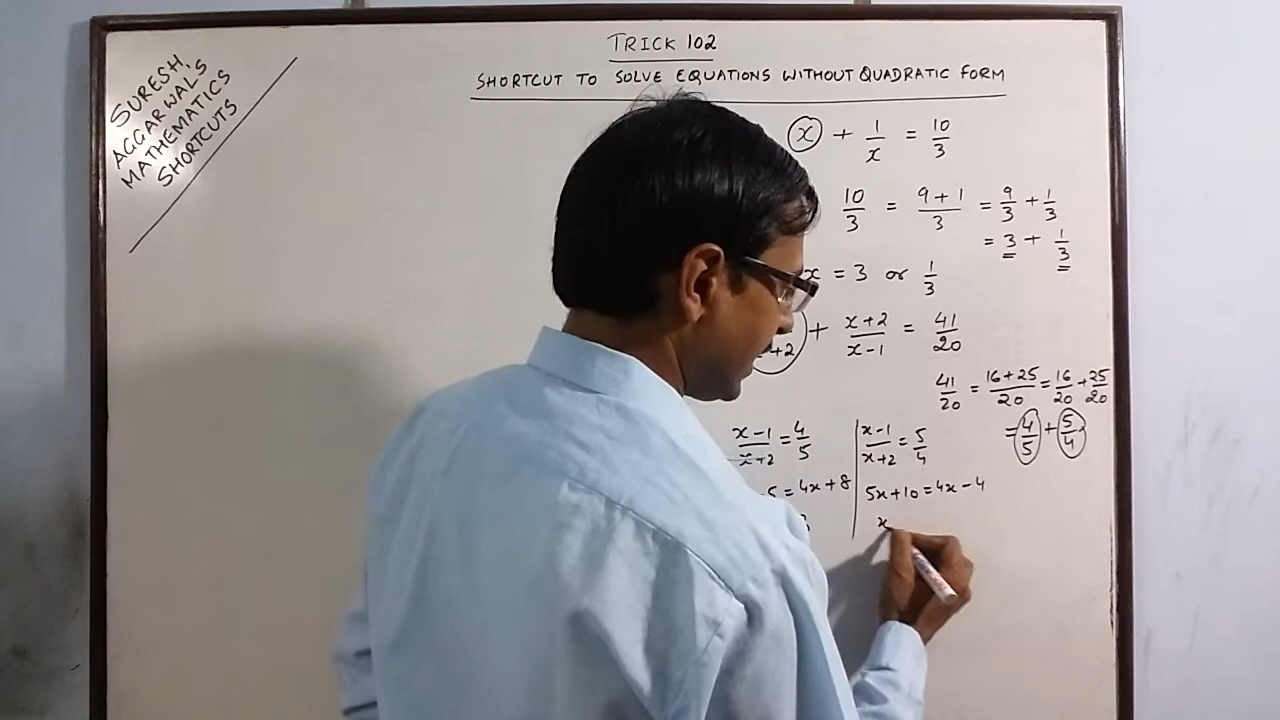 SURESH
AGGARWAL'S
MATHEMATICS
SHORTCUTS
TRICK 102
SHORTCUT TO SOLVE EQUATIONS WITHOUT QUADRATIC FORM
x + 1/x = 10/3
10/3 = 9+1/3 = 9/3 + 1/3
= 3 + 1/3
x = 3 or 1/3
+2 + x+2/x-1 = 41/20
41/20 = 16+25/20 = 16/20 + 25/20
= 4/5 + 5/4
x-1/x+2 = 4/5
5 = 4x+8
x-1/x+2 = 5/4
5x+10 = 4x-4
x